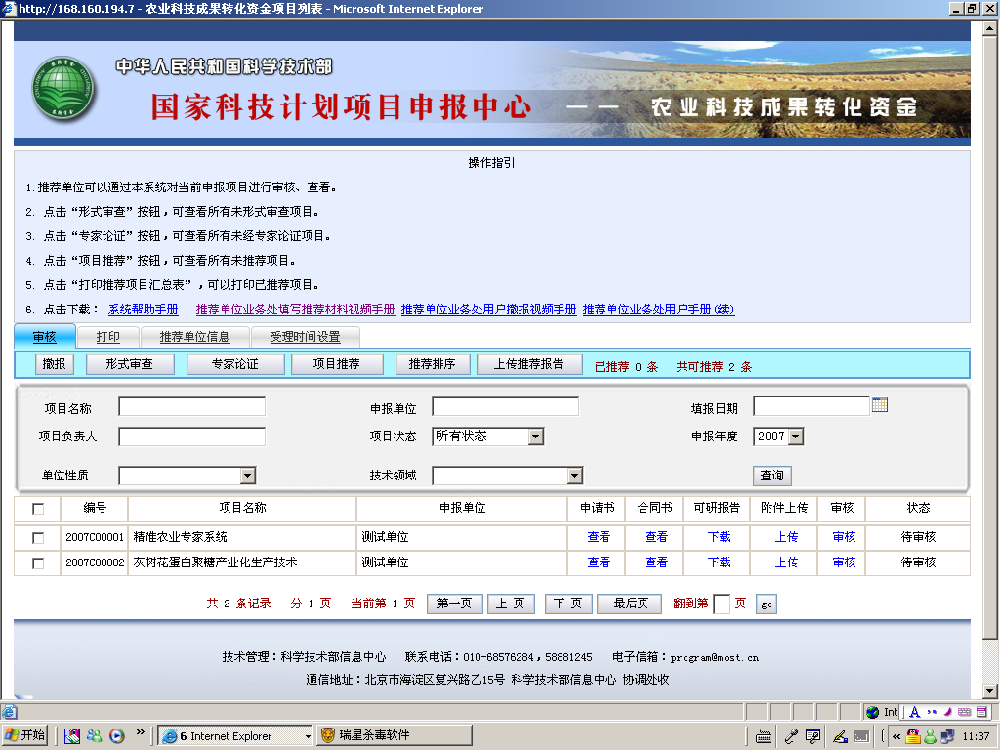 http://168.160.194.7 - 农业科技成果转化资金项目列表 - Microsoft Internet Explorer
中华人民共和国科学技术部
国家科技计划项目申报中心 —— 农业科技成果转化资金
操作指引
1.推荐单位可以通过本系统对当前申报项目进行审核、查看。
2. 点击“形式审查”按钮，可查看所有未形式审查项目。
3. 点击“专家论证”按钮，可查看所有未经专家论证项目。
4. 点击“项目推荐”按钮，可查看所有未推荐项目。
5. 点击“打印推荐项目汇总表”，可以打印已推荐项目。
6. 点击下载： 系统帮助手册 推荐单位业务处填写推荐材料视频手册 推荐单位业务处用户撤报视频手册 推荐单位业务处用户手册(续)
审核 打印 推荐单位信息 受理时间设置
撤报 形式审查 专家论证 项目推荐 推荐排序 上传推荐报告 已推荐 0 条 共可推荐 2 条
项目名称 申报单位 填报日期
项目负责人 项目状态 所有状态 申报年度 2007
单位性质 技术领域 查询
编号 项目名称 申报单位 申请书 合同书 可研报告 附件上传 审核 状态
2007C00001 精准农业专家系统 测试单位 查看 查看 下载 上传 审核 待审核
2007C00002 灰树花蛋白聚糖产业化生产技术 测试单位 查看 查看 下载 上传 审核 待审核
共 2 条记录 分 1 页 当前第 1 页 第一页 上 页 下 页 最后页 翻到第 页 go
技术管理：科学技术部信息中心 联系电话：010-68576284，58881245 电子信箱：program@most.cn
通信地址：北京市海淀区复兴路乙15号 科学技术部信息中心 协调处收
Int A
开始 » 6 Internet Explorer 瑞星杀毒软件 « 11:37